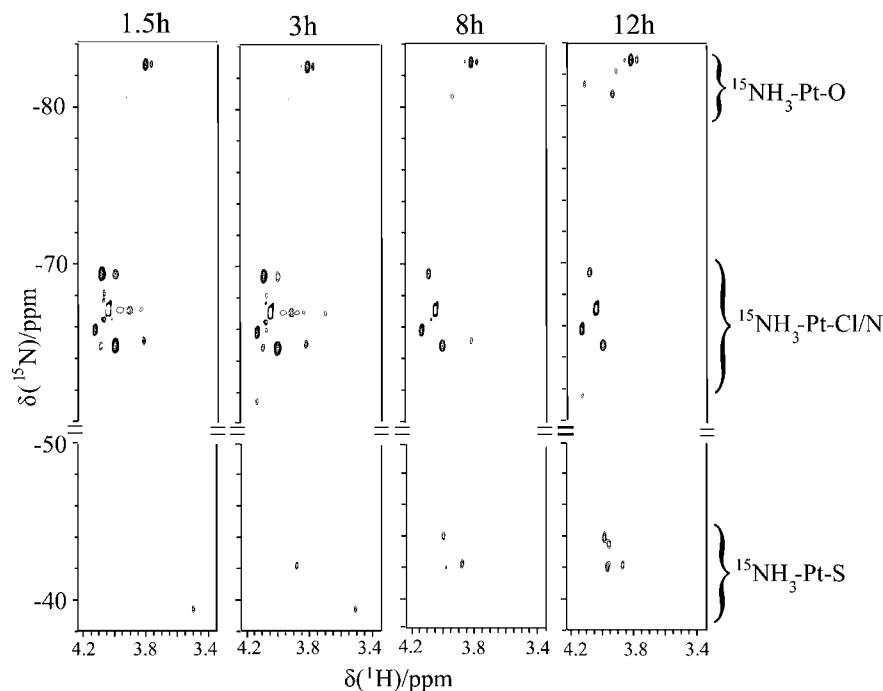 1.5h 3h 8h 12h
-80
-70
-50
-40
δ(¹⁵N)/ppm
¹⁵NH₃-Pt-O
¹⁵NH₃-Pt-Cl/N
¹⁵NH₃-Pt-S
4.2 3.8 3.4 4.2 3.8 3.4 4.2 3.8 3.4 4.2 3.8 3.4
δ(¹H)/ppm